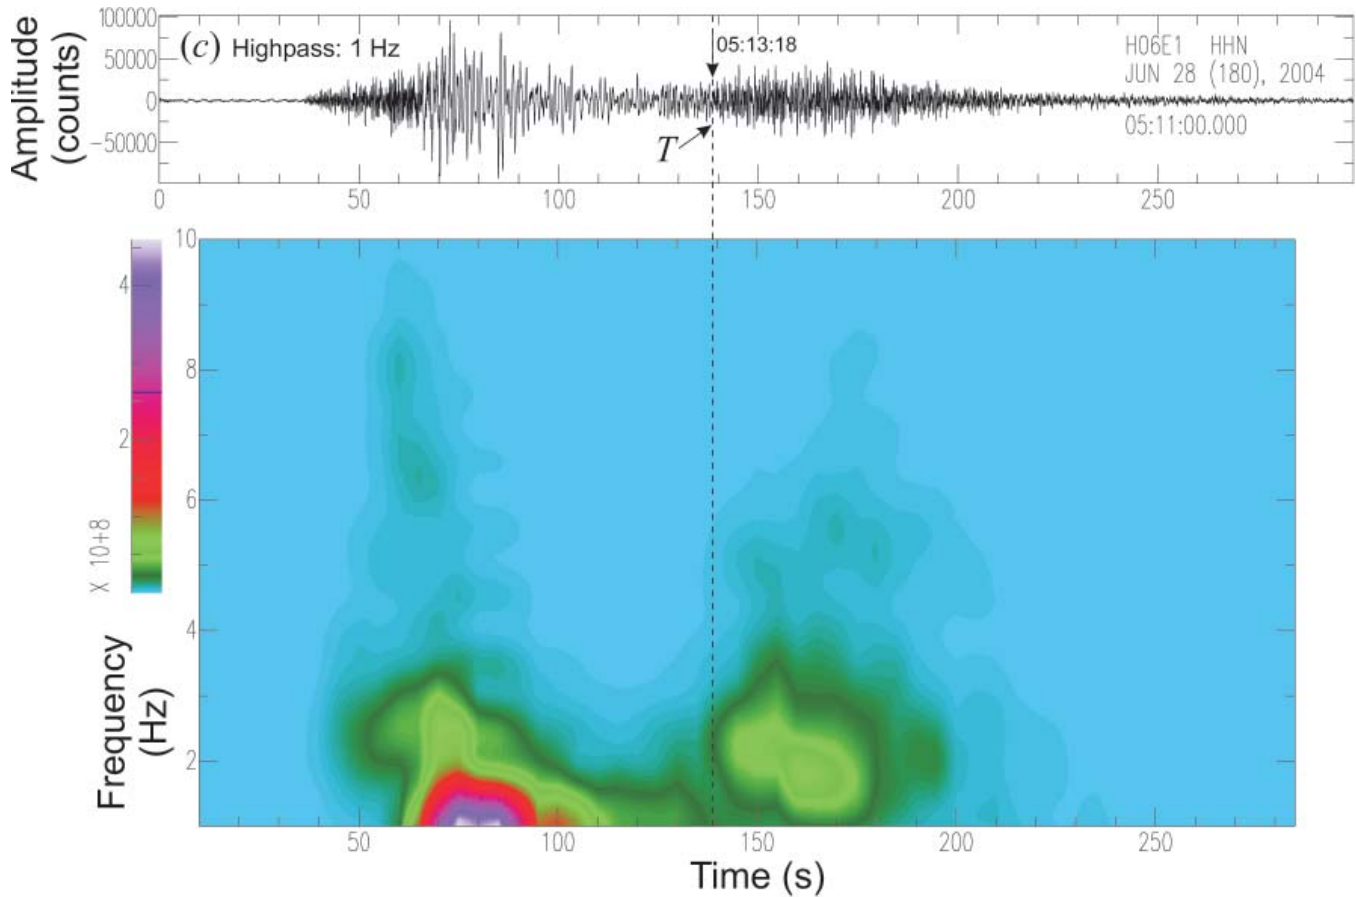 Amplitude
(counts)
100000
50000
0
−50000
(c) Highpass: 1 Hz
05:13:18
H06E1 HHN
JUN 28 (180), 2004
05:11:00.000
T
0 50 100 150 200 250
10
8
6
4
2
4
2
X 10+8
Frequency
(Hz)
50 100 150 200 250
Time (s)